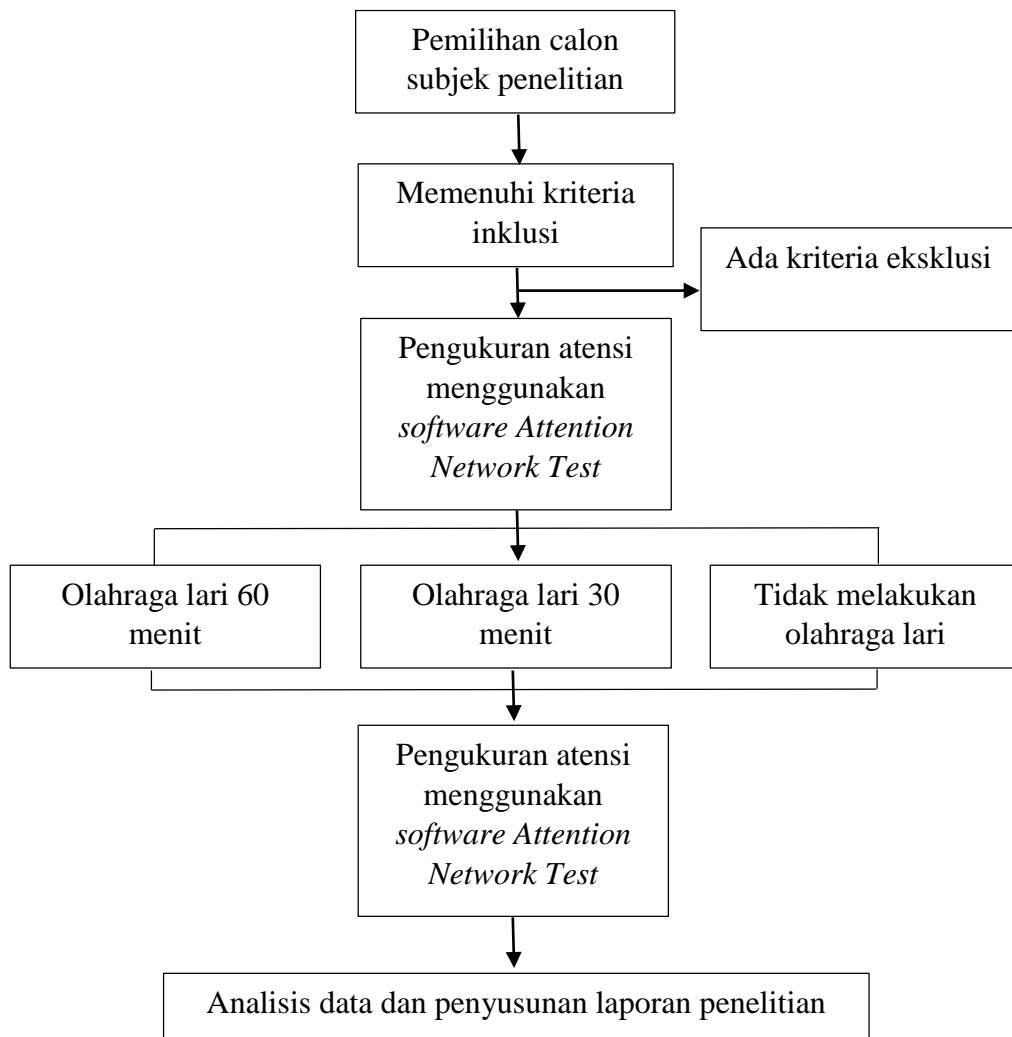 Pemilihan calon
subjek penelitian
Memenuhi kriteria
inklusi
Ada kriteria eksklusi
Pengukuran atensi
menggunakan
software Attention
Network Test
Olahraga lari 60
menit
Olahraga lari 30
menit
Tidak melakukan
olahraga lari
Pengukuran atensi
menggunakan
software Attention
Network Test
Analisis data dan penyusunan laporan penelitian